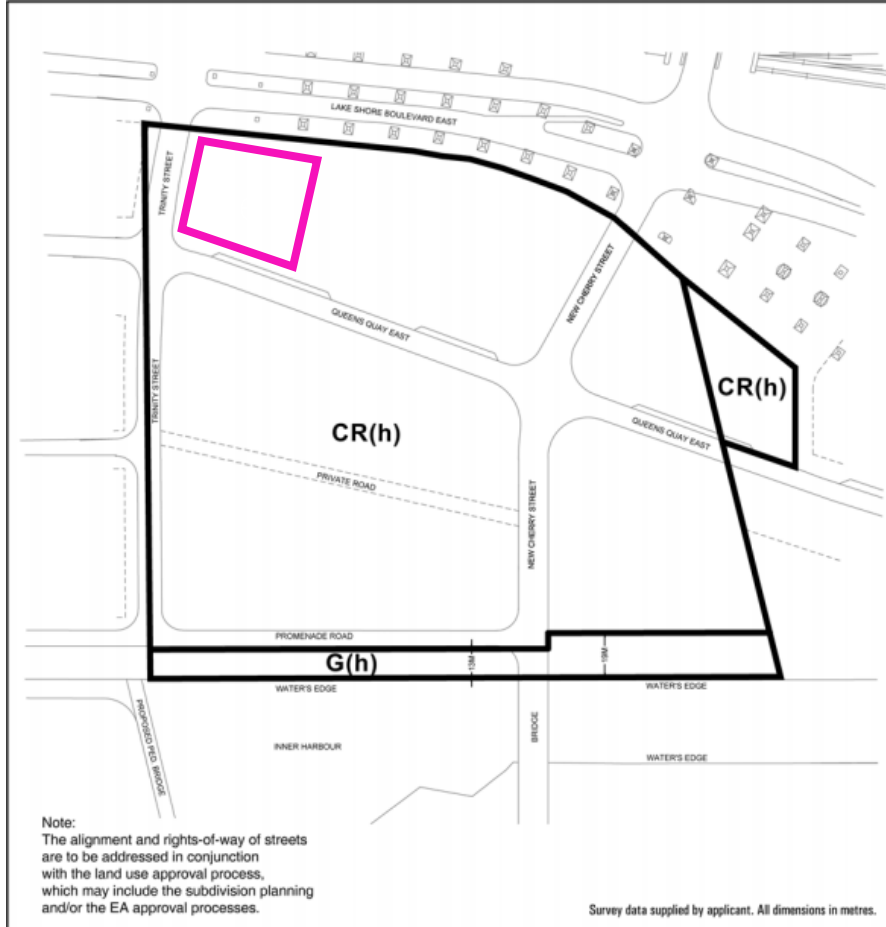 LAKE SHORE BOULEVARD EAST
TRINITY STREET
NEW CHERRY STREET
QUEENS QUAY EAST
TRINITY STREET
CR(h)
CR(h)
QUEENS QUAY EAST
PRIVATE ROAD
NEW CHERRY STREET
PROMENADE ROAD
G(h)
13M
19M
WATER'S EDGE
WATER'S EDGE
PROPOSED PED. BRIDGE
BRIDGE
INNER HARBOUR
WATER'S EDGE
Note:
The alignment and rights-of-way of streets
are to be addressed in conjunction
with the land use approval process,
which may include the subdivision planning
and/or the EA approval processes.
Survey data supplied by applicant. All dimensions in metres.